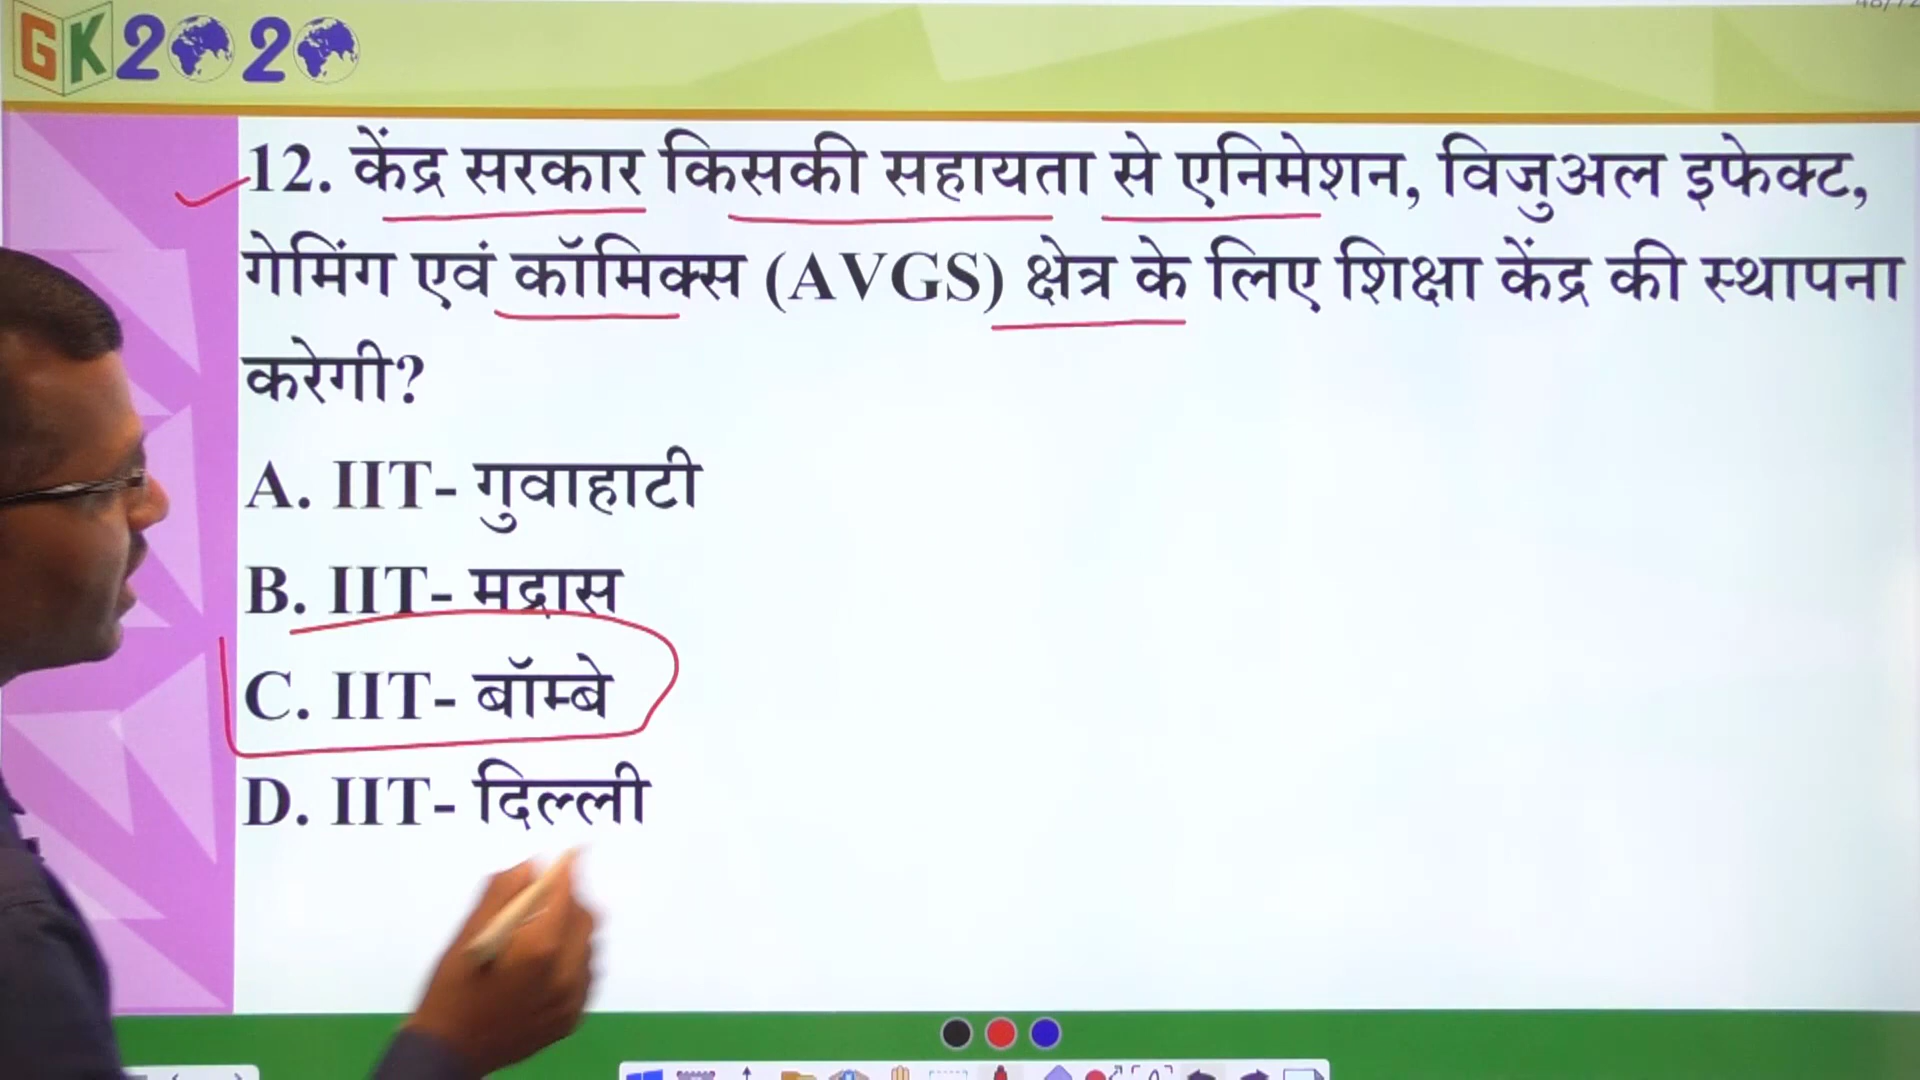 GK2020
12. केंद्र सरकार किसकी सहायता से एनिमेशन, विजुअल इफेक्ट,
गेमिंग एवं कॉमिक्स (AVGS) क्षेत्र के लिए शिक्षा केंद्र की स्थापना
करेगी?
A. IIT- गुवाहाटी
B. IIT- मद्रास
C. IIT- बॉम्बे
D. IIT- दिल्ली